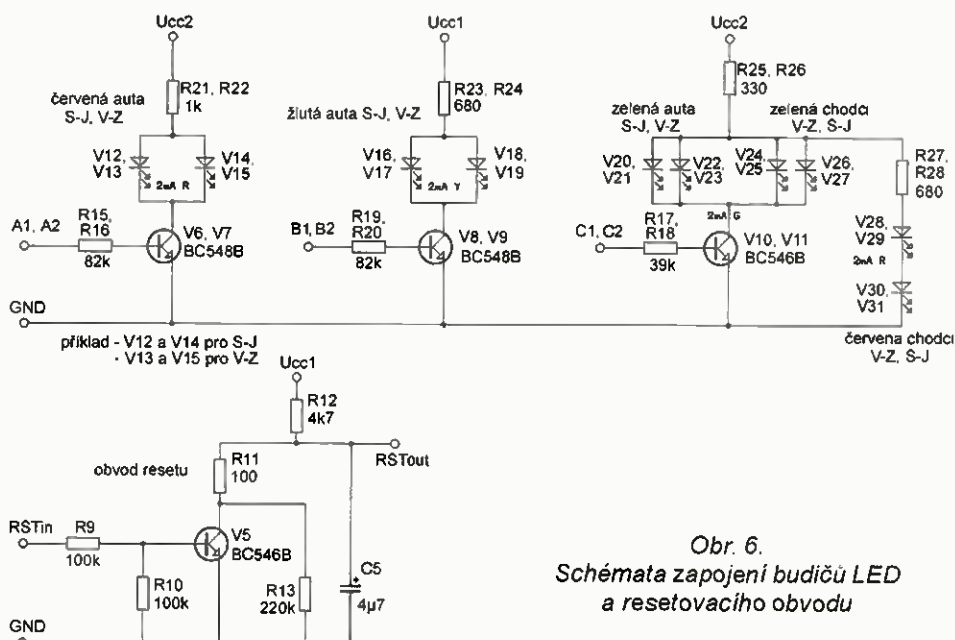 Ucc2
R21, R22
1k
červená auta
S-J, V-Z
V12,
V13
V14,
V15
2mA R
A1, A2
R15,
R16
82k
V6, V7
BC548B
GND
příklad - V12 a V14 pro S-J
- V13 a V15 pro V-Z
Ucc1
R23, R24
680
žlutá auta S-J, V-Z
V16,
V17
V18,
V19
2mA Y
B1, B2
R19,
R20
82k
V8, V9
BC548B
Ucc2
R25, R26
330
zelená auta
S-J, V-Z
zelená chodci
V-Z, S-J
V20,
V21
V22,
V23
V24,
V25
V26,
V27
R27,
R28
680
2mA G
C1, C2
R17,
R18
39k
V10, V11
BC546B
V28,
V29
2mA R
V30,
V31
červena chodci
V-Z, S-J
Ucc1
R12
4k7
RSTout
R11
100
obvod resetu
RSTin
R9
100k
V5
BC546B
R10
100k
R13
220k
C5
4µ7
GND
Obr. 6.
Schémata zapojení budičů LED
a resetovacího obvodu